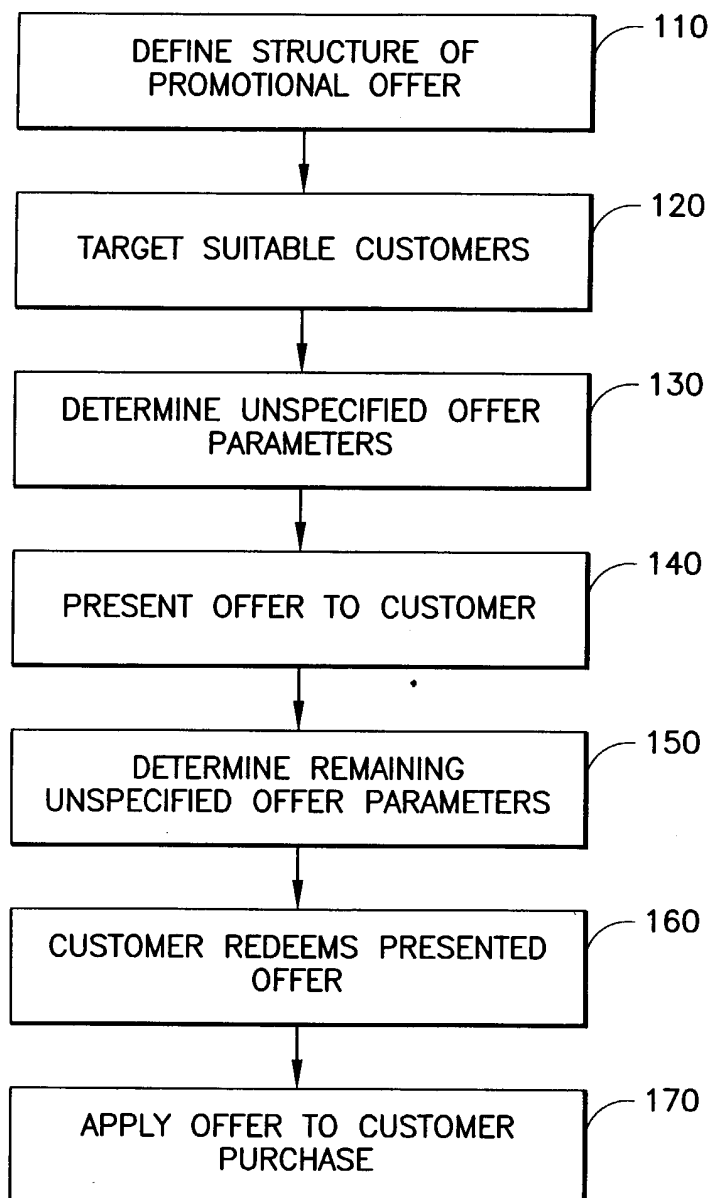 110
DEFINE STRUCTURE OF
PROMOTIONAL OFFER
120
TARGET SUITABLE CUSTOMERS
130
DETERMINE UNSPECIFIED OFFER
PARAMETERS
140
PRESENT OFFER TO CUSTOMER
150
DETERMINE REMAINING
UNSPECIFIED OFFER PARAMETERS
160
CUSTOMER REDEEMS PRESENTED
OFFER
170
APPLY OFFER TO CUSTOMER
PURCHASE